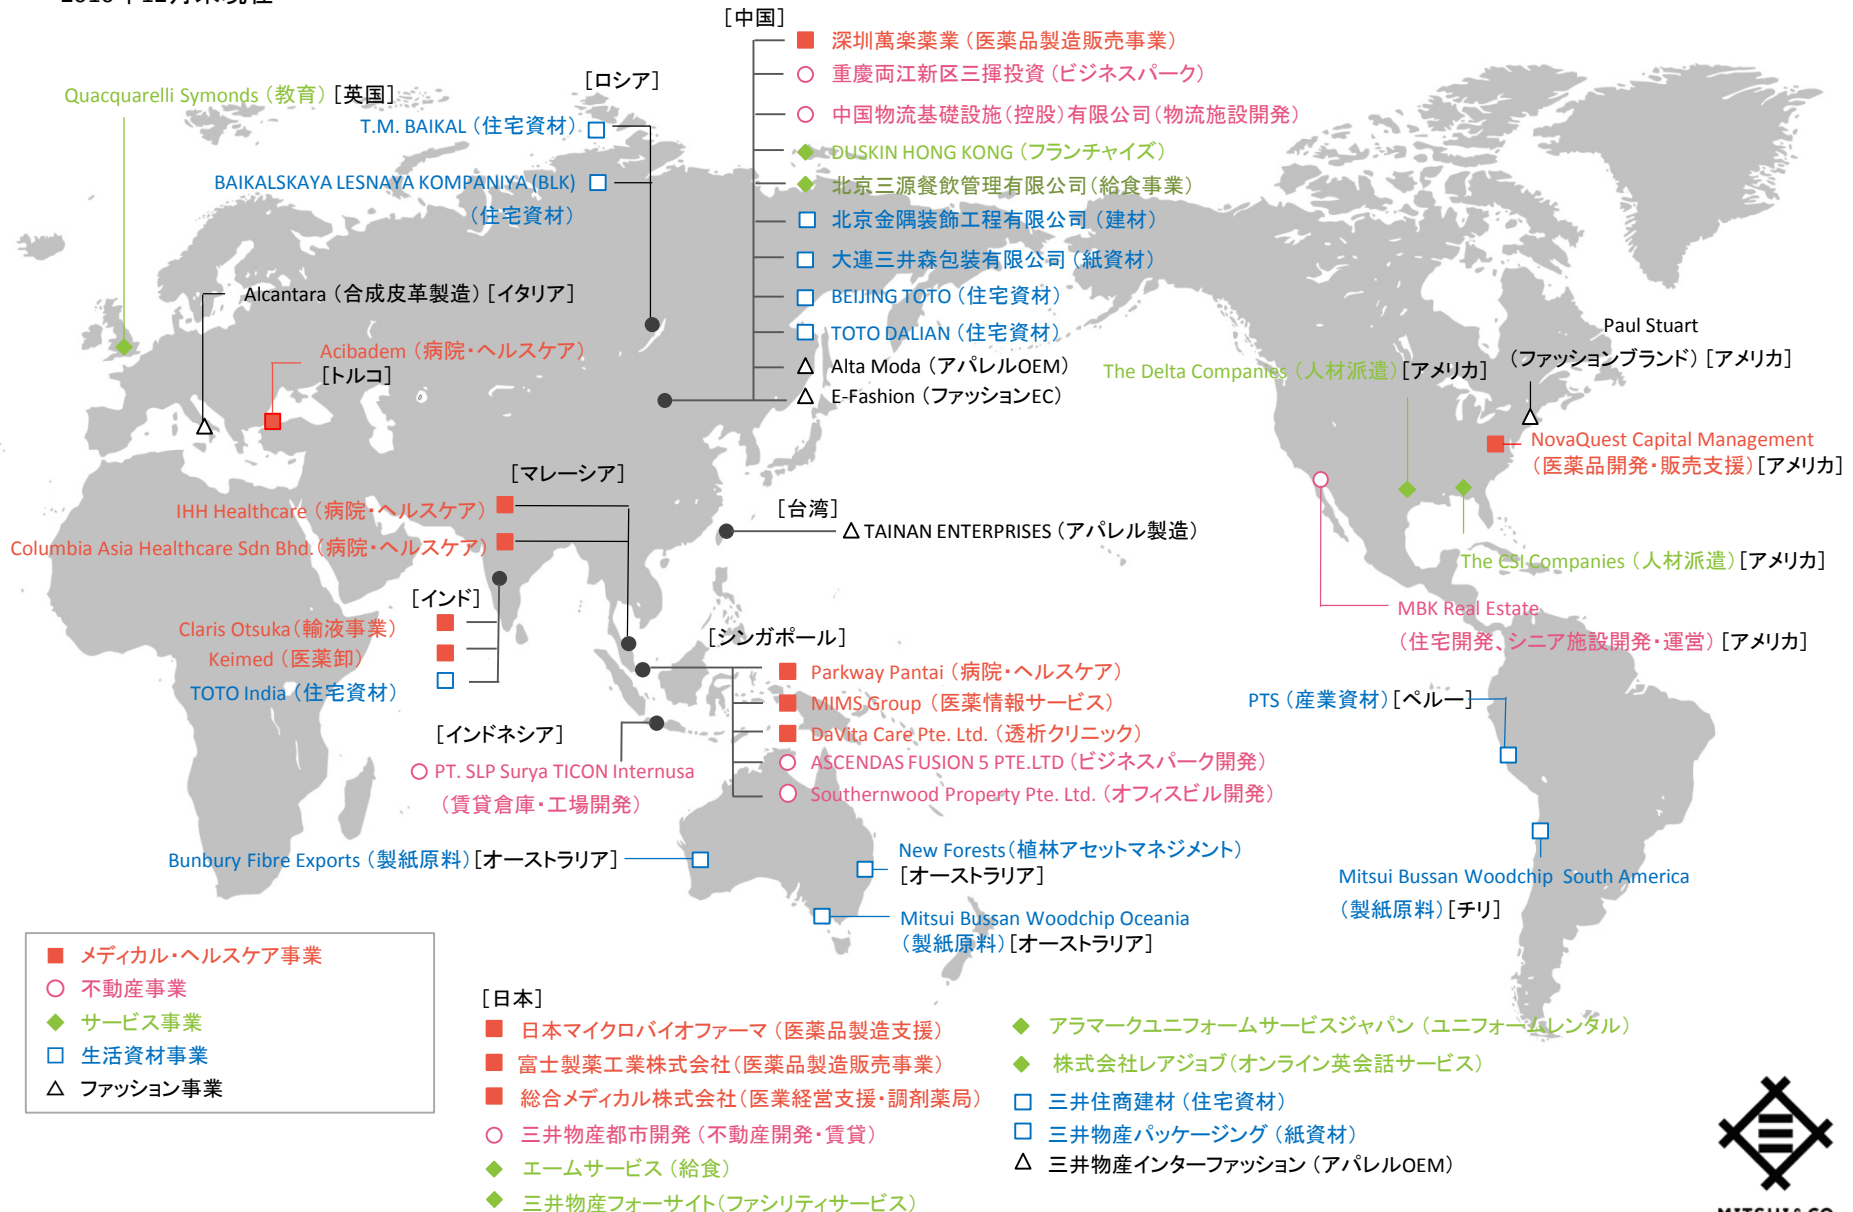 [中国]
深圳萬楽薬業（医薬品製造販売事業）
重慶両江新区三揮投資（ビジネスパーク）
中国物流基礎設施（控股）有限公司（物流施設開発）
DUSKIN HONG KONG（フランチャイズ）
北京三源餐飲管理有限公司（給食事業）
北京金隅装飾工程有限公司（建材）
大連三井森包装有限公司（紙資材）
BEIJING TOTO（住宅資材）
TOTO DALIAN（住宅資材）
Alta Moda（アパレルOEM）
E-Fashion（ファッションEC）
Quacquarelli Symonds（教育）[英国]
[ロシア]
T.M. BAIKAL（住宅資材）
BAIKALSKAYA LESNAYA KOMPANIYA (BLK)
（住宅資材）
Alcantara（合成皮革製造）[イタリア]
Acibadem（病院・ヘルスケア）
[トルコ]
Paul Stuart
（ファッションブランド）[アメリカ]
The Delta Companies（人材派遣）[アメリカ]
NovaQuest Capital Management
（医薬品開発・販売支援）[アメリカ]
[マレーシア]
IHH Healthcare（病院・ヘルスケア）
Columbia Asia Healthcare Sdn Bhd.（病院・ヘルスケア）
[台湾]
TAINAN ENTERPRISES（アパレル製造）
The CSI Companies（人材派遣）[アメリカ]
MBK Real Estate
（住宅開発、シニア施設開発・運営）[アメリカ]
[インド]
Claris Otsuka（輸液事業）
Keimed（医薬卸）
TOTO India（住宅資材）
[シンガポール]
Parkway Pantai（病院・ヘルスケア）
MIMS Group（医薬情報サービス）
DaVita Care Pte. Ltd.（透析クリニック）
ASCENDAS FUSION 5 PTE.LTD（ビジネスパーク開発）
Southernwood Property Pte. Ltd.（オフィスビル開発）
PTS（産業資材）[ペルー]
[インドネシア]
PT. SLP Surya TICON Internusa
（賃貸倉庫・工場開発）
Bunbury Fibre Exports（製紙原料）[オーストラリア]
New Forests（植林アセットマネジメント）
[オーストラリア]
Mitsui Bussan Woodchip Oceania
（製紙原料）[オーストラリア]
Mitsui Bussan Woodchip South America
（製紙原料）[チリ]
メディカル・ヘルスケア事業
不動産事業
サービス事業
生活資材事業
ファッション事業
[日本]
日本マイクロバイオファーマ（医薬品製造支援）
富士製薬工業株式会社（医薬品製造販売事業）
総合メディカル株式会社（医業経営支援・調剤薬局）
三井物産都市開発（不動産開発・賃貸）
エームサービス（給食）
三井物産フォーサイト（ファシリティサービス）
アラマークユニフォームサービスジャパン（ユニフォームレンタル）
株式会社レアジョブ（オンライン英会話サービス）
三井住商建材（住宅資材）
三井物産パッケージング（紙資材）
三井物産インターファッション（アパレルOEM）
MITSUI & CO